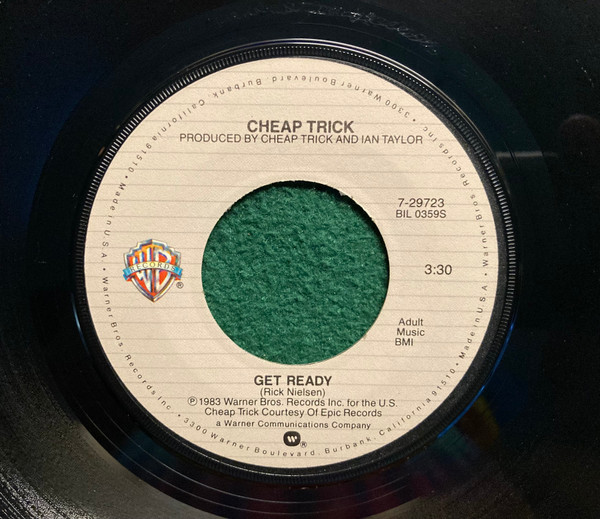 CHEAP TRICK
PRODUCED BY CHEAP TRICK AND IAN TAYLOR
7-29723
BIL 0359S
3:30
Adult
Music
BMI
WB
RECORDS
®
GET READY
(Rick Nielsen)
℗1983 Warner Bros. Records Inc. for the U.S.
Cheap Trick Courtesy Of Epic Records
a Warner Communications Company
®
Warner Bros. Records Inc. • 3300 Warner Boulevard, Burbank, California 91510 • Made in U.S.A. • Warner Bros. Records Inc. • 3300 Warner Boulevard, Burbank, California 91510 • Made in U.S.A. •